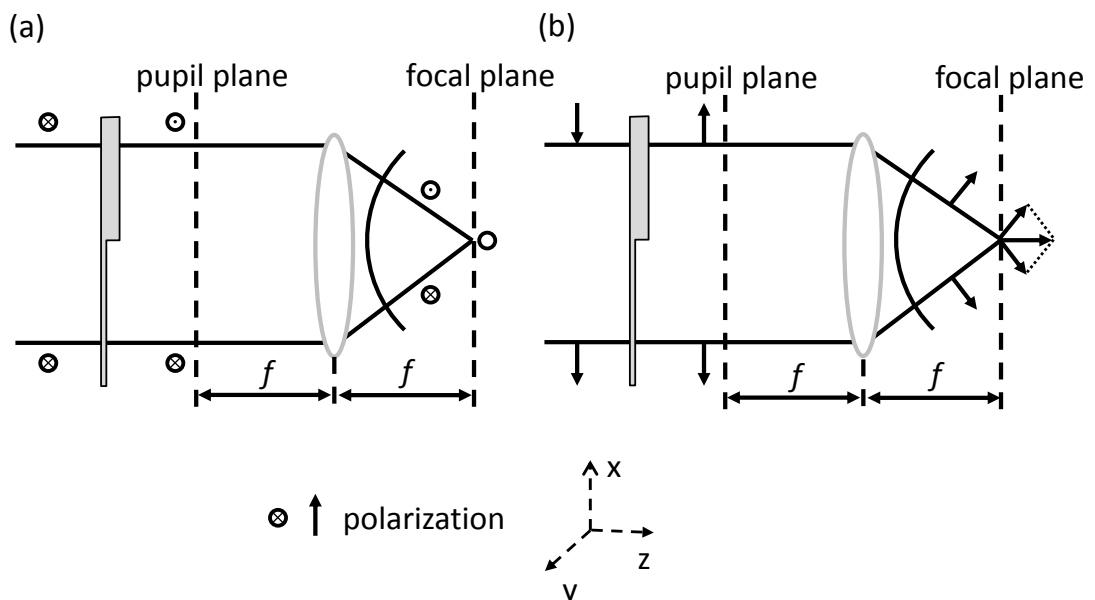 (a)
pupil plane
focal plane
f
f
(b)
pupil plane
focal plane
f
f
polarization
x
y
z